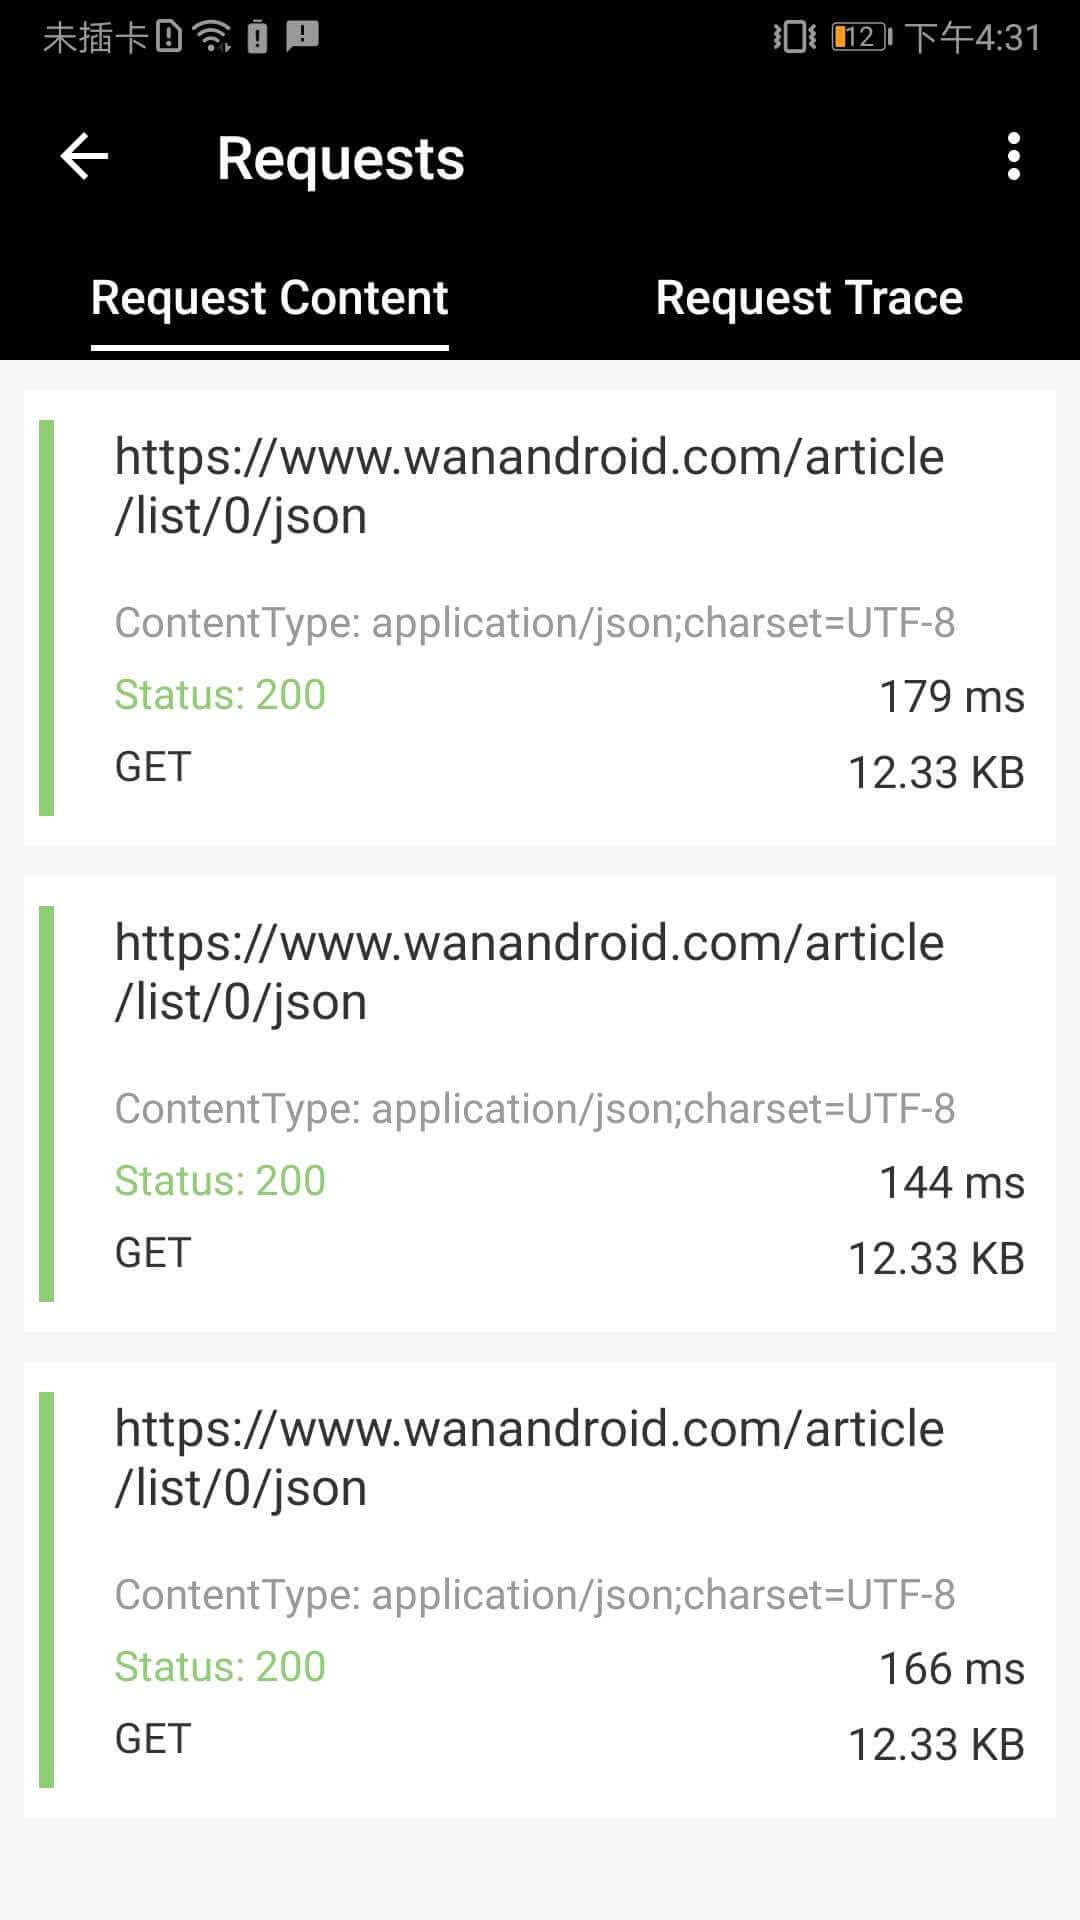 未插卡 12 下午4:31
Requests
Request Content Request Trace
https://www.wanandroid.com/article
/list/0/json
ContentType: application/json;charset=UTF-8
Status: 200 179 ms
GET 12.33 KB
https://www.wanandroid.com/article
/list/0/json
ContentType: application/json;charset=UTF-8
Status: 200 144 ms
GET 12.33 KB
https://www.wanandroid.com/article
/list/0/json
ContentType: application/json;charset=UTF-8
Status: 200 166 ms
GET 12.33 KB